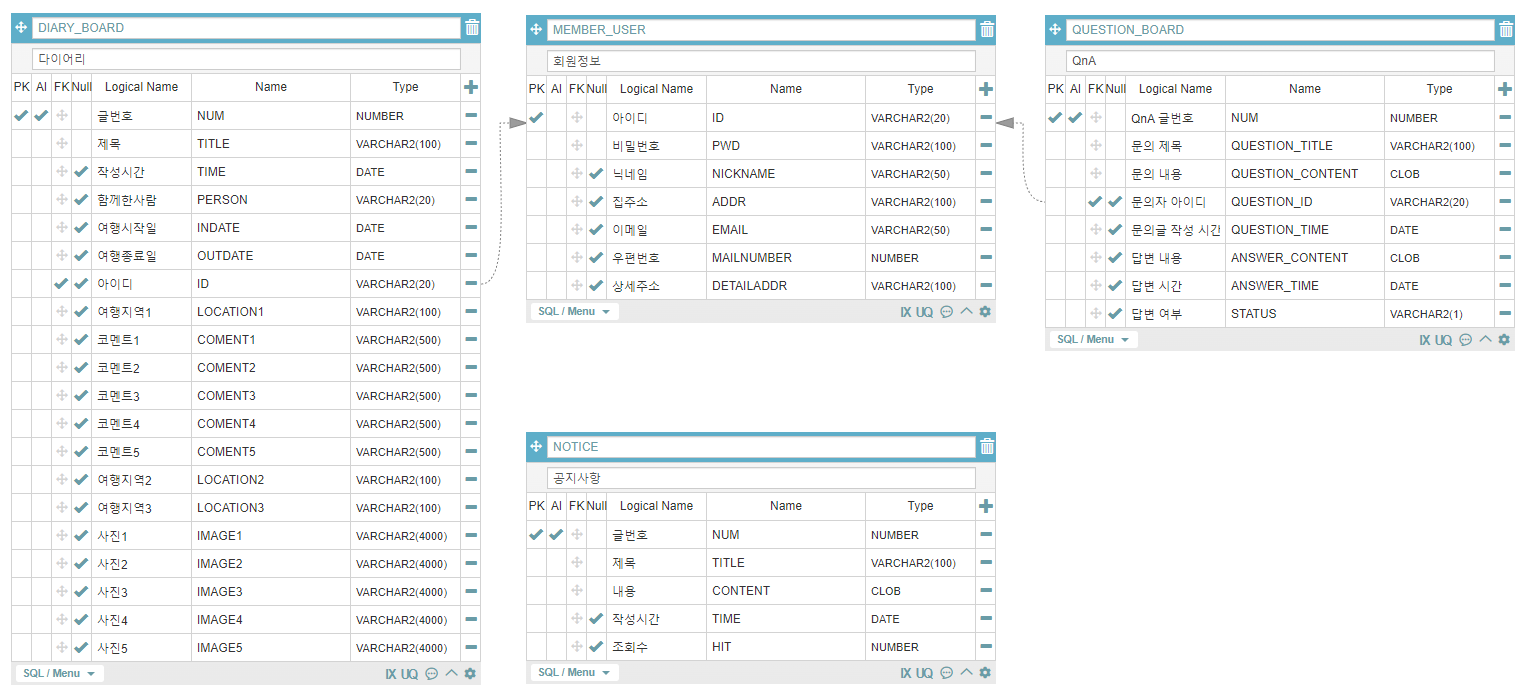 DIARY_BOARD
다이어리
PK AI FK Null Logical Name Name Type
글번호 NUM NUMBER
제목 TITLE VARCHAR2(100)
작성시간 TIME DATE
함께한사람 PERSON VARCHAR2(20)
여행시작일 INDATE DATE
여행종료일 OUTDATE DATE
아이디 ID VARCHAR2(20)
여행지역1 LOCATION1 VARCHAR2(100)
코멘트1 COMENT1 VARCHAR2(500)
코멘트2 COMENT2 VARCHAR2(500)
코멘트3 COMENT3 VARCHAR2(500)
코멘트4 COMENT4 VARCHAR2(500)
코멘트5 COMENT5 VARCHAR2(500)
여행지역2 LOCATION2 VARCHAR2(100)
여행지역3 LOCATION3 VARCHAR2(100)
사진1 IMAGE1 VARCHAR2(4000)
사진2 IMAGE2 VARCHAR2(4000)
사진3 IMAGE3 VARCHAR2(4000)
사진4 IMAGE4 VARCHAR2(4000)
사진5 IMAGE5 VARCHAR2(4000)
SQL / Menu IX UQ
MEMBER_USER
회원정보
PK AI FK Null Logical Name Name Type
아이디 ID VARCHAR2(20)
비밀번호 PWD VARCHAR2(100)
닉네임 NICKNAME VARCHAR2(50)
집주소 ADDR VARCHAR2(100)
이메일 EMAIL VARCHAR2(50)
우편번호 MAILNUMBER NUMBER
상세주소 DETAILADDR VARCHAR2(100)
SQL / Menu IX UQ
QUESTION_BOARD
QnA
PK AI FK Null Logical Name Name Type
QnA 글번호 NUM NUMBER
문의 제목 QUESTION_TITLE VARCHAR2(100)
문의 내용 QUESTION_CONTENT CLOB
문의자 아이디 QUESTION_ID VARCHAR2(20)
문의글 작성 시간 QUESTION_TIME DATE
답변 내용 ANSWER_CONTENT CLOB
답변 시간 ANSWER_TIME DATE
답변 여부 STATUS VARCHAR2(1)
SQL / Menu IX UQ
NOTICE
공지사항
PK AI FK Null Logical Name Name Type
글번호 NUM NUMBER
제목 TITLE VARCHAR2(100)
내용 CONTENT CLOB
작성시간 TIME DATE
조회수 HIT NUMBER
SQL / Menu IX UQ